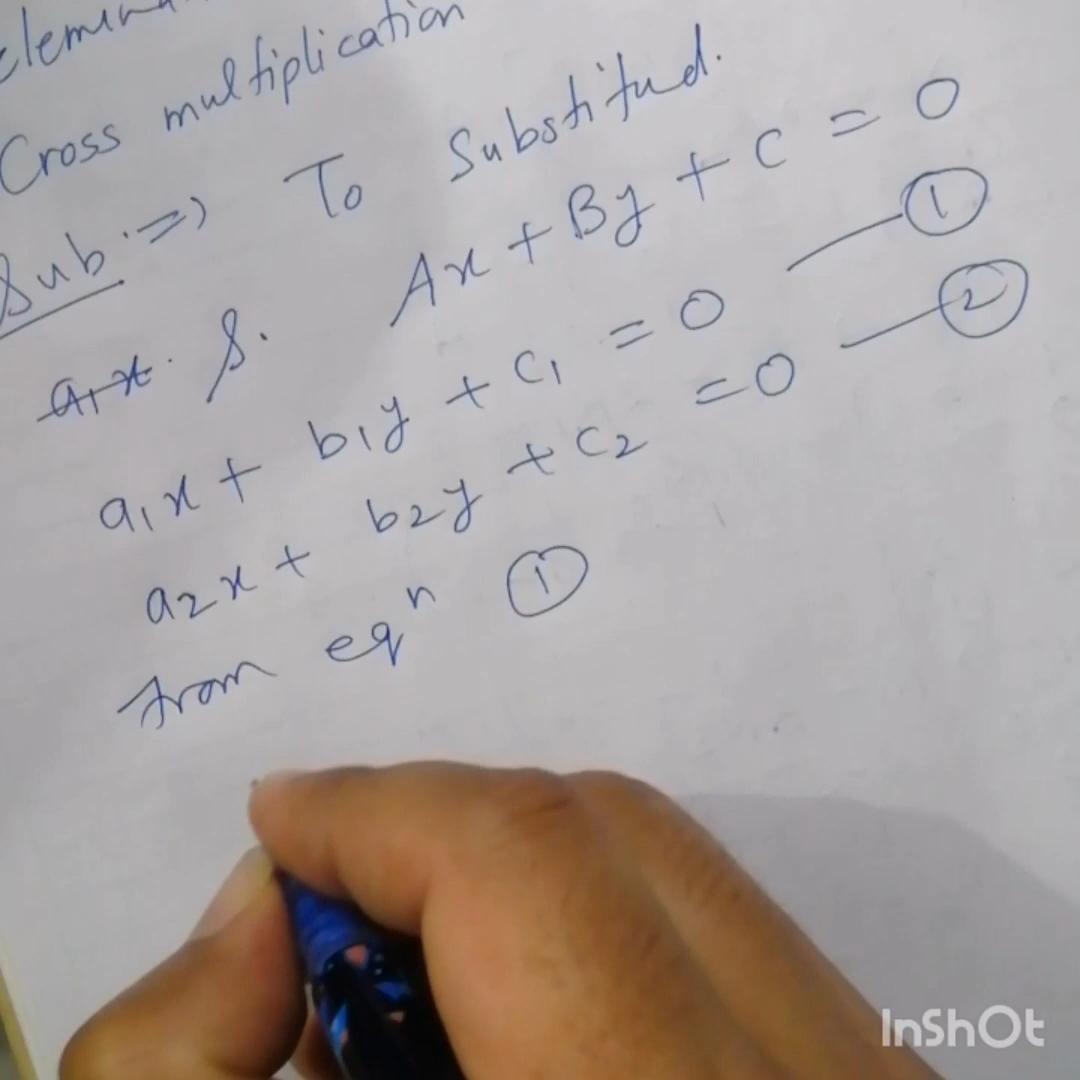 Cross multiplication
Sub. => To Substitud.
a₁x. S. Ax + By + C = 0
a₁x + b₁y + c₁ = 0 — ①
a₂x + b₂y + c₂ = 0 — ②
from eqⁿ ①
InShOt